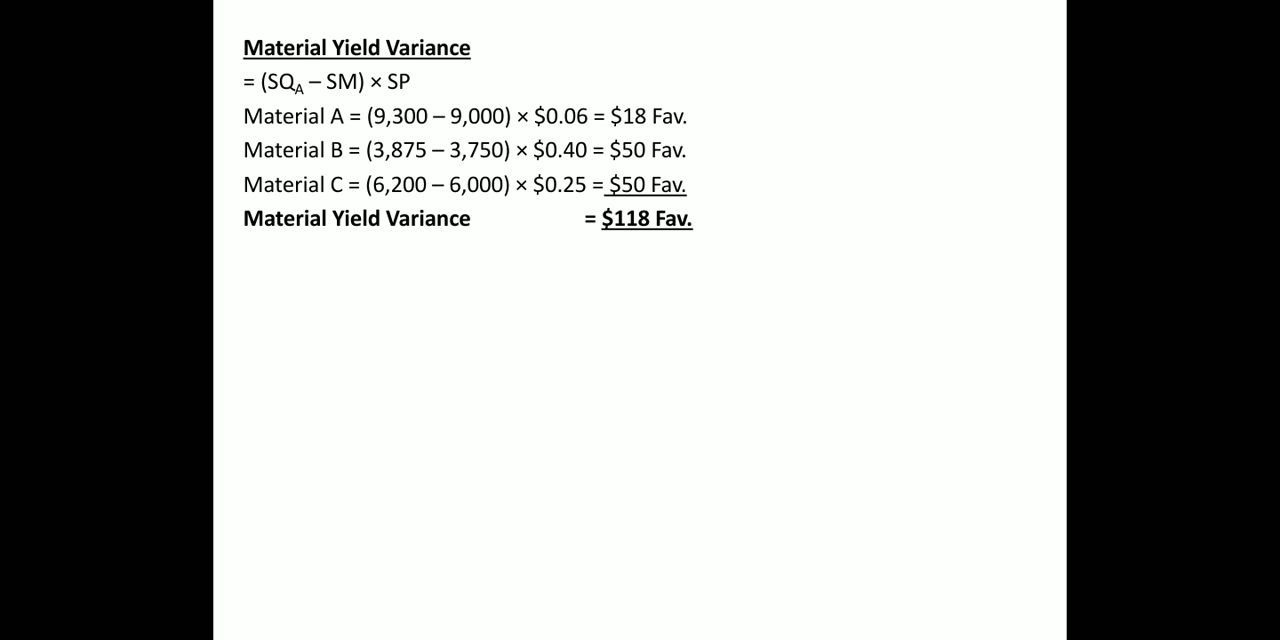 Material Yield Variance
= (SQA – SM) × SP
Material A = (9,300 – 9,000) × $0.06 = $18 Fav.
Material B = (3,875 – 3,750) × $0.40 = $50 Fav.
Material C = (6,200 – 6,000) × $0.25 = $50 Fav.
Material Yield Variance = $118 Fav.